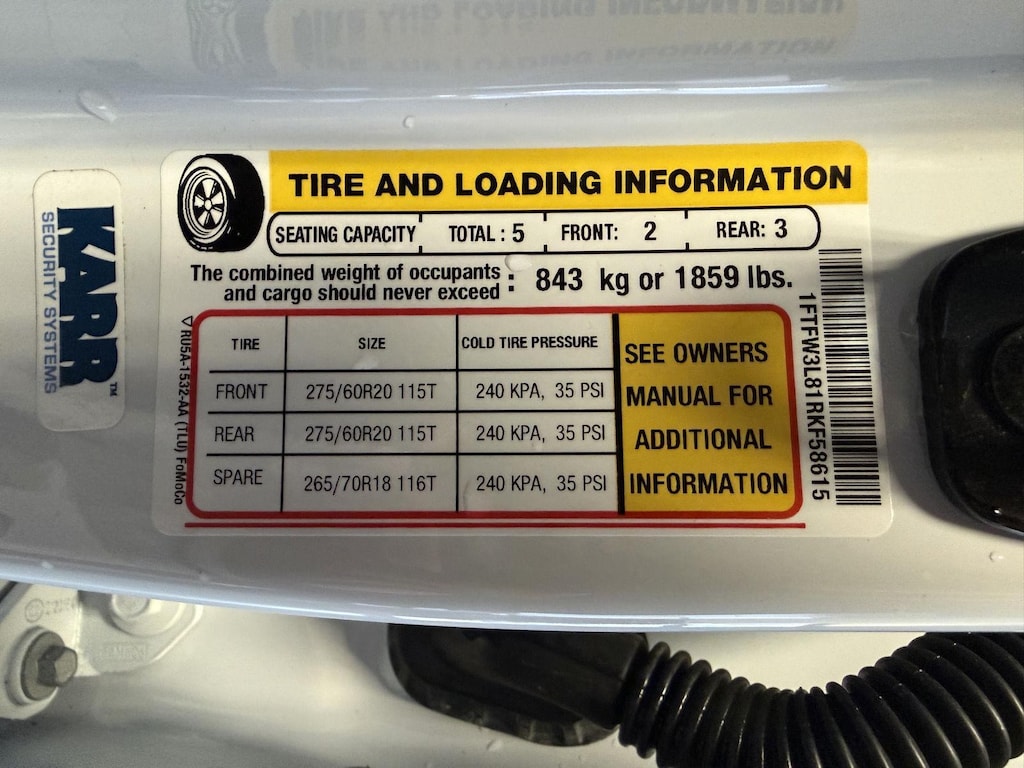 TIRE AND LOADING INFORMATION
SEATING CAPACITY TOTAL : 5 FRONT: 2 REAR: 3
The combined weight of occupants
and cargo should never exceed : 843 kg or 1859 lbs.
TIRE SIZE COLD TIRE PRESSURE
FRONT 275/60R20 115T 240 KPA, 35 PSI
REAR 275/60R20 115T 240 KPA, 35 PSI
SPARE 265/70R18 116T 240 KPA, 35 PSI
SEE OWNERS
MANUAL FOR
ADDITIONAL
INFORMATION
1FTFW3L81RKF58615
RU5A-1532-AA (TLU) FoMoCo
KARR™
SECURITY SYSTEMS